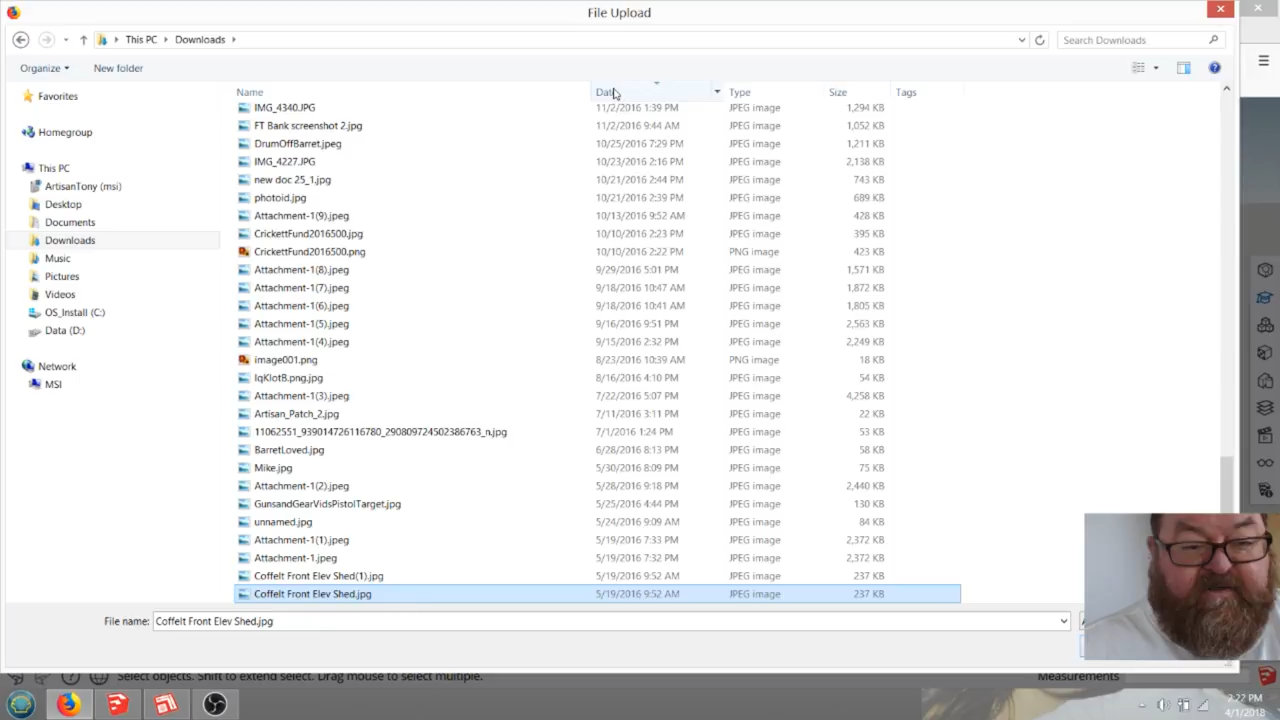 File Upload
This PC Downloads
Search Downloads
Organize
New folder
Name Type Size Tags
Favorites
Homegroup
This PC
ArtisanTony (msi)
Desktop
Documents
Downloads
Music
Pictures
Videos
OS_Install (C:)
Data (D:)
Network
MSI
IMG_4340.JPG 11/2/2016 1:39 PM JPEG image 1,294 KB
FT Bank screenshot 2.jpg 11/2/2016 9:44 AM JPEG image 1,052 KB
DrumOffBarret.jpeg 10/25/2016 7:29 PM JPEG image 1,211 KB
IMG_4227.JPG 10/23/2016 2:16 PM JPEG image 2,138 KB
new doc 25_1.jpg 10/21/2016 2:44 PM JPEG image 743 KB
photoid.jpg 10/21/2016 2:39 PM JPEG image 689 KB
Attachment-1(9).jpeg 10/13/2016 9:52 AM JPEG image 428 KB
CrickettFund2016500.jpg 10/10/2016 2:23 PM JPEG image 395 KB
CrickettFund2016500.png 10/10/2016 2:22 PM PNG image 423 KB
Attachment-1(8).jpeg 9/29/2016 5:01 PM JPEG image 1,571 KB
Attachment-1(7).jpeg 9/18/2016 10:47 AM JPEG image 1,872 KB
Attachment-1(6).jpeg 9/18/2016 10:41 AM JPEG image 1,805 KB
Attachment-1(5).jpeg 9/16/2016 9:51 PM JPEG image 2,563 KB
Attachment-1(4).jpeg 9/15/2016 2:32 PM JPEG image 2,249 KB
image001.png 8/23/2016 10:39 AM PNG image 18 KB
IqKlotB.png.jpg 8/16/2016 4:10 PM JPEG image 54 KB
Attachment-1(3).jpeg 7/22/2016 5:07 PM JPEG image 4,258 KB
Artisan_Patch_2.jpg 7/11/2016 3:11 PM JPEG image 22 KB
11062551_939014726116780_290809724502386763_n.jpg 7/1/2016 1:24 PM JPEG image 53 KB
BarretLoved.jpg 6/28/2016 8:13 PM JPEG image 58 KB
Mike.jpg 5/30/2016 8:09 PM JPEG image 75 KB
Attachment-1(2).jpeg 5/28/2016 9:18 PM JPEG image 2,440 KB
GunsandGearVidsPistolTarget.jpg 5/25/2016 4:44 PM JPEG image 130 KB
unnamed.jpg 5/24/2016 9:09 AM JPEG image 84 KB
Attachment-1(1).jpeg 5/19/2016 7:33 PM JPEG image 2,372 KB
Attachment-1.jpeg 5/19/2016 7:32 PM JPEG image 2,372 KB
Coffelt Front Elev Shed(1).jpg 5/19/2016 9:52 AM JPEG image 237 KB
Coffelt Front Elev Shed.jpg 5/19/2016 9:52 AM JPEG image 237 KB
File name: Coffelt Front Elev Shed.jpg
Select objects. Shift to extend select. Drag mouse to select multiple.
Measurements
2:22 PM
4/1/2018